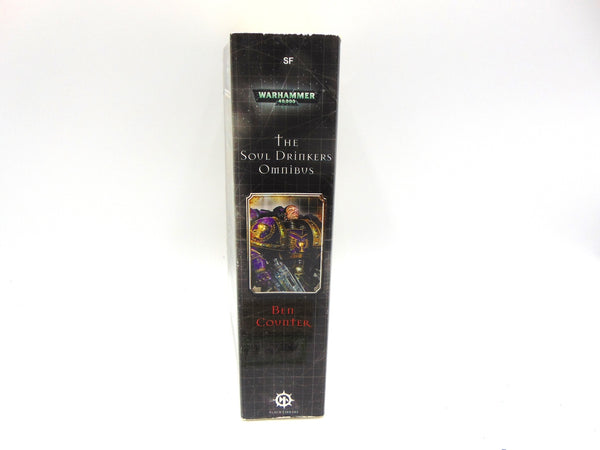 SF
WARHAMMER
40,000
The
Soul Drinkers
Omnibus
Ben
Counter
BLACK LIBRARY